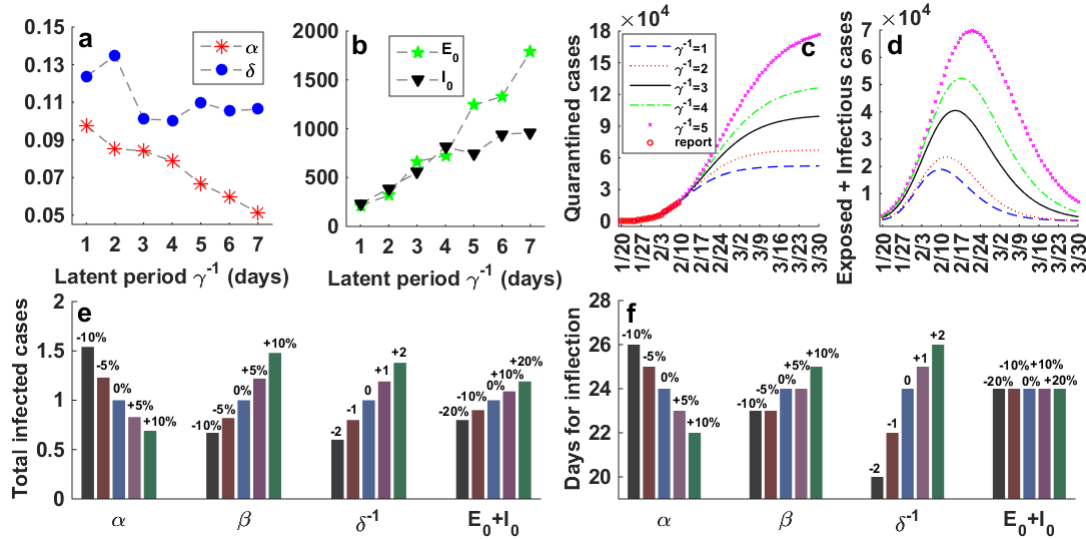 a
α
δ
0.15
0.13
0.11
0.09
0.07
0.05
1 2 3 4 5 6 7
Latent period γ⁻¹ (days)
b
E₀
I₀
2000
1500
1000
500
0
1 2 3 4 5 6 7
Latent period γ⁻¹ (days)
×10⁴
c
γ⁻¹=1
γ⁻¹=2
γ⁻¹=3
γ⁻¹=4
γ⁻¹=5
report
Quarantined cases
18
15
12
9
6
3
0
1/20 1/27 2/3 2/10 2/17 2/24 3/2 3/9 3/16 3/23 3/30
×10⁴
d
Exposed + Infectious cases
7
6
5
4
3
2
1
0
1/20 1/27 2/3 2/10 2/17 2/24 3/2 3/9 3/16 3/23 3/30
e
Total infected cases
2
1.5
1
0.5
0
-10% -5% 0% +5% +10%
-10% -5% 0% +5% +10%
-2 -1 0 +1 +2
-20% -10% 0% +10% +20%
α β δ⁻¹ E₀+I₀
f
Days for inflection
28
26
24
22
20
-10% -5% 0% +5% +10%
-10% -5% 0% +5% +10%
-2 -1 0 +1 +2
-20% -10% 0% +10% +20%
α β δ⁻¹ E₀+I₀